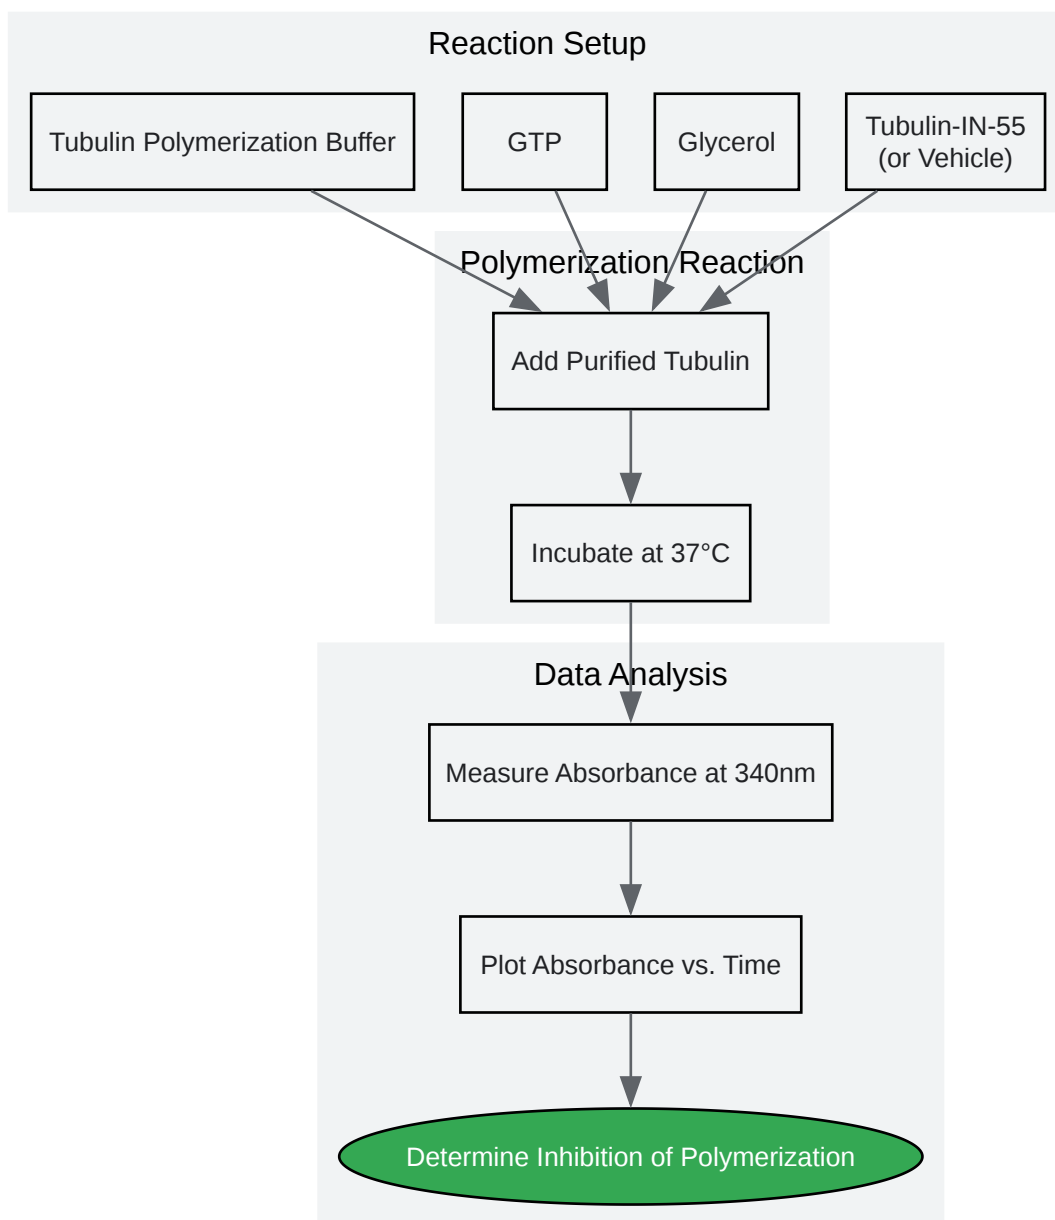 Reaction Setup
Tubulin Polymerization Buffer
GTP
Glycerol
Tubulin-IN-55
(or Vehicle)
Polymerization Reaction
Add Purified Tubulin
Incubate at 37°C
Data Analysis
Measure Absorbance at 340nm
Plot Absorbance vs. Time
Determine Inhibition of Polymerization